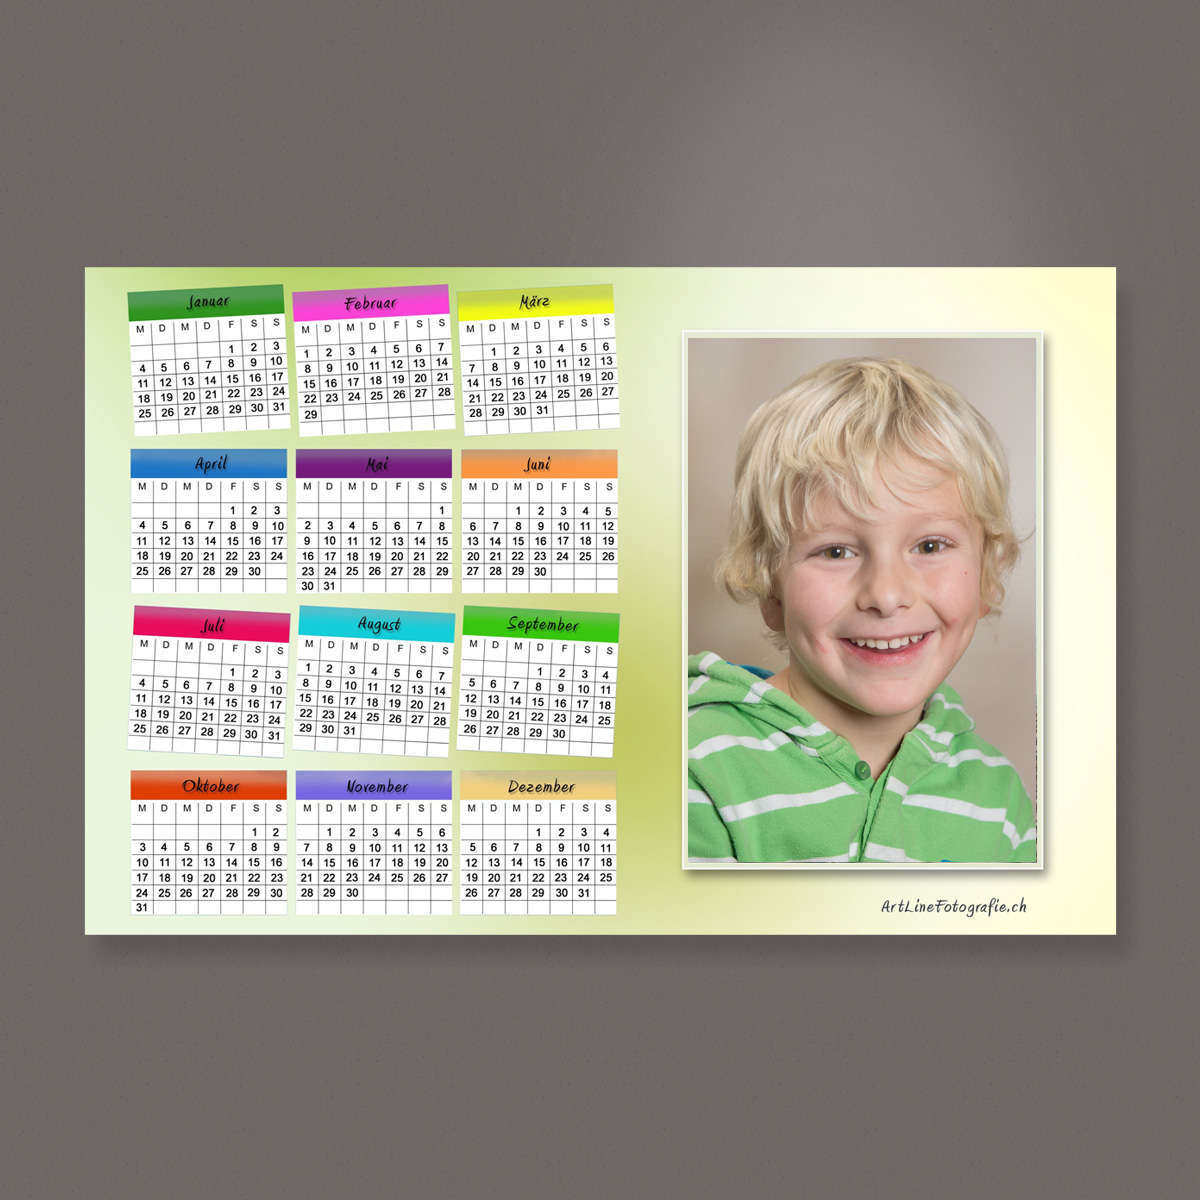 Januar
M D M D F S S
1 2 3
4 5 6 7 8 9 10
11 12 13 14 15 16 17
18 19 20 21 22 23 24
25 26 27 28 29 30 31
Februar
M D M D F S S
1 2 3 4 5 6 7
8 9 10 11 12 13 14
15 16 17 18 19 20 21
22 23 24 25 26 27 28
29
März
M D M D F S S
1 2 3 4 5 6
7 8 9 10 11 12 13
14 15 16 17 18 19 20
21 22 23 24 25 26 27
28 29 30 31
April
M D M D F S S
1 2 3
4 5 6 7 8 9 10
11 12 13 14 15 16 17
18 19 20 21 22 23 24
25 26 27 28 29 30
Mai
M D M D F S S
1
2 3 4 5 6 7 8
9 10 11 12 13 14 15
16 17 18 19 20 21 22
23 24 25 26 27 28 29
30 31
Juni
M D M D F S S
1 2 3 4 5
6 7 8 9 10 11 12
13 14 15 16 17 18 19
20 21 22 23 24 25 26
27 28 29 30
Juli
M D M D F S S
1 2 3
4 5 6 7 8 9 10
11 12 13 14 15 16 17
18 19 20 21 22 23 24
25 26 27 28 29 30 31
August
M D M D F S S
1 2 3 4 5 6 7
8 9 10 11 12 13 14
15 16 17 18 19 20 21
22 23 24 25 26 27 28
29 30 31
September
M D M D F S S
1 2 3 4
5 6 7 8 9 10 11
12 13 14 15 16 17 18
19 20 21 22 23 24 25
26 27 28 29 30
Oktober
M D M D F S S
1 2
3 4 5 6 7 8 9
10 11 12 13 14 15 16
17 18 19 20 21 22 23
24 25 26 27 28 29 30
31
November
M D M D F S S
1 2 3 4 5 6
7 8 9 10 11 12 13
14 15 16 17 18 19 20
21 22 23 24 25 26 27
28 29 30
Dezember
M D M D F S S
1 2 3 4
5 6 7 8 9 10 11
12 13 14 15 16 17 18
19 20 21 22 23 24 25
26 27 28 29 30 31
ArtLineFotografie.ch